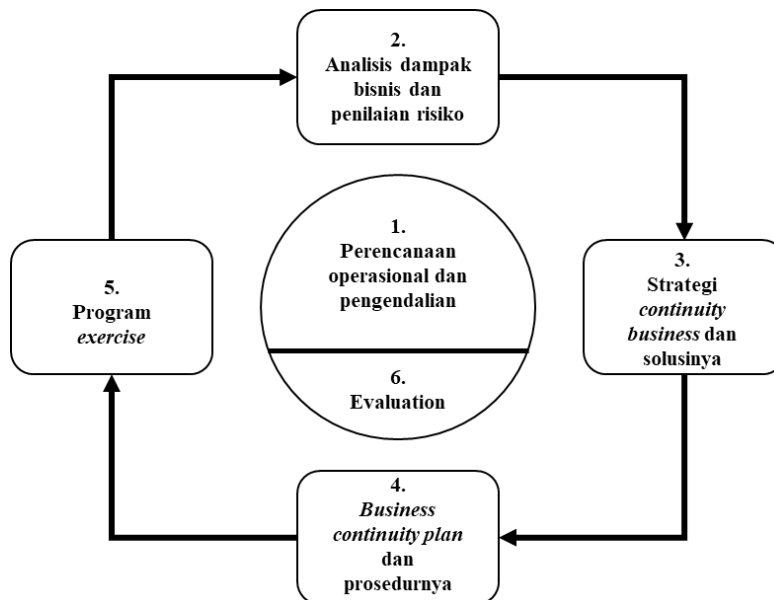 2.
Analisis dampak
bisnis dan
penilaian risiko
1.
Perencanaan
operasional dan
pengendalian
5.
Program
exercise
3.
Strategi
continuity
business dan
solusinya
6.
Evaluation
4.
Business
continuity plan
dan
prosedurnya